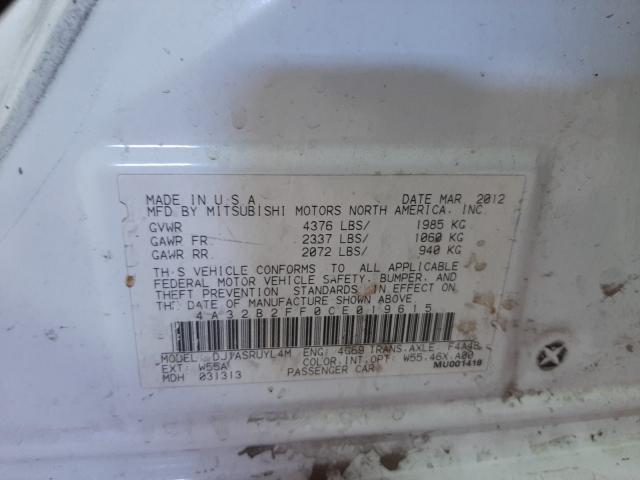 MADE IN U.S.A. DATE MAR 2012
MFD BY MITSUBISHI MOTORS NORTH AMERICA, INC.
GVWR 4376 LBS/ 1985 KG
GAWR FR 2337 LBS/ 1060 KG
GAWR RR 2072 LBS/ 940 KG
TH S VEHICLE CONFORMS TO ALL APPLICABLE
FEDERAL MOTOR VEHICLE SAFETY, BUMPER, AND
THEFT PREVENTION STANDARDS IN EFFECT ON
THE DATE OF MANUFACTURE SHOWN ABOVE
4A32B2FF0CE019615
MODEL: ENG: 4G69 TRANS.AXLE F4A4B
EXT: W55A COLOR.INT.OPT: W55.46X.A00
MDH 031313 PASSENGER CAR MU001418